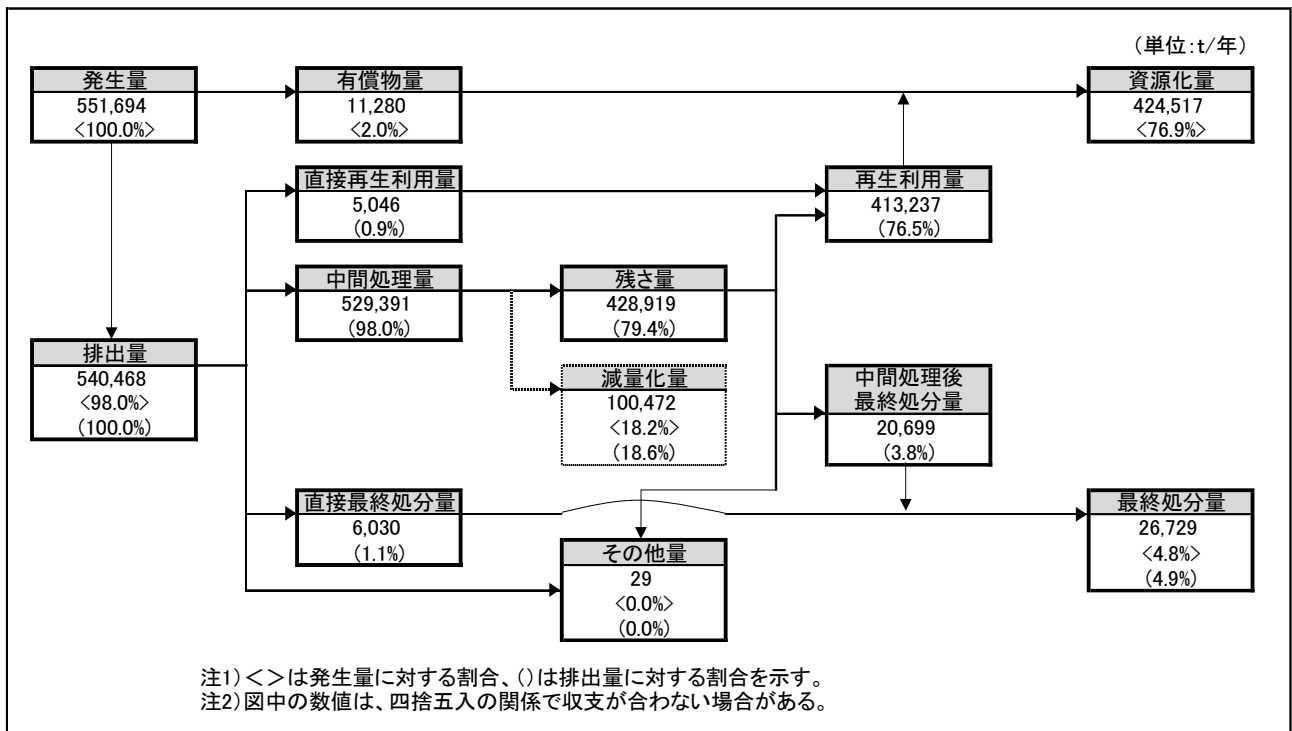 (単位:t/年)
発生量
551,694
<100.0%>
有償物量
11,280
<2.0%>
資源化量
424,517
<76.9%>
直接再生利用量
5,046
(0.9%)
再生利用量
413,237
(76.5%)
中間処理量
529,391
(98.0%)
残さ量
428,919
(79.4%)
排出量
540,468
<98.0%>
(100.0%)
減量化量
100,472
<18.2%>
(18.6%)
中間処理後
最終処分量
20,699
(3.8%)
直接最終処分量
6,030
(1.1%)
最終処分量
26,729
<4.8%>
(4.9%)
その他量
29
<0.0%>
(0.0%)
注1)<>は発生量に対する割合、()は排出量に対する割合を示す。
注2)図中の数値は、四捨五入の関係で収支が合わない場合がある。